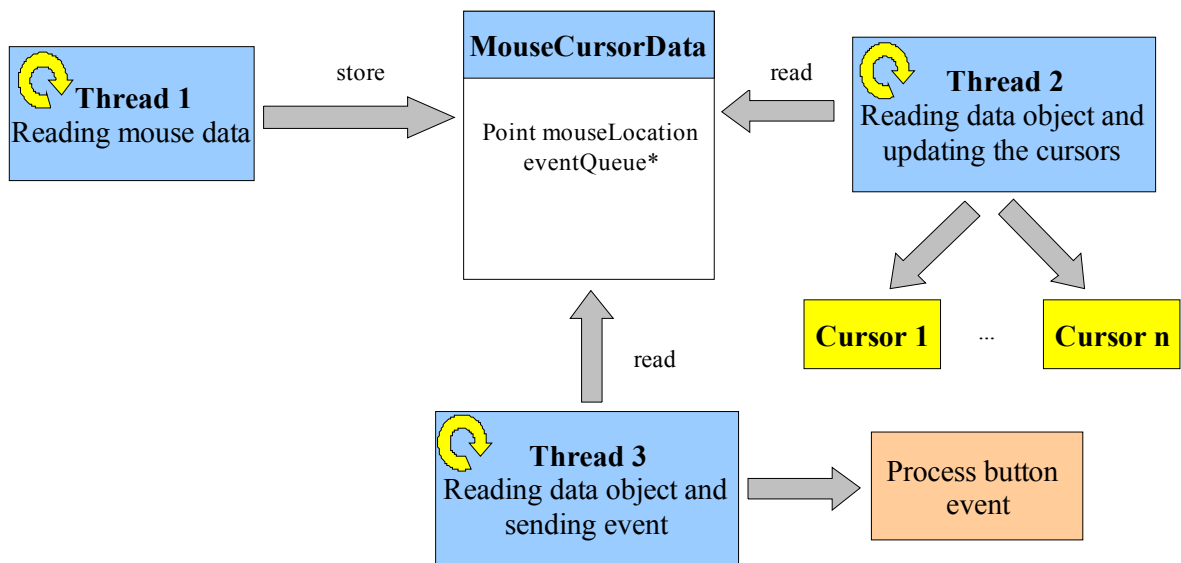 Thread 1
Reading mouse data
store
MouseCursorData
Point mouseLocation
eventQueue*
read
Thread 2
Reading data object and
updating the cursors
Cursor 1
...
Cursor n
read
Thread 3
Reading data object and
sending event
Process button
event